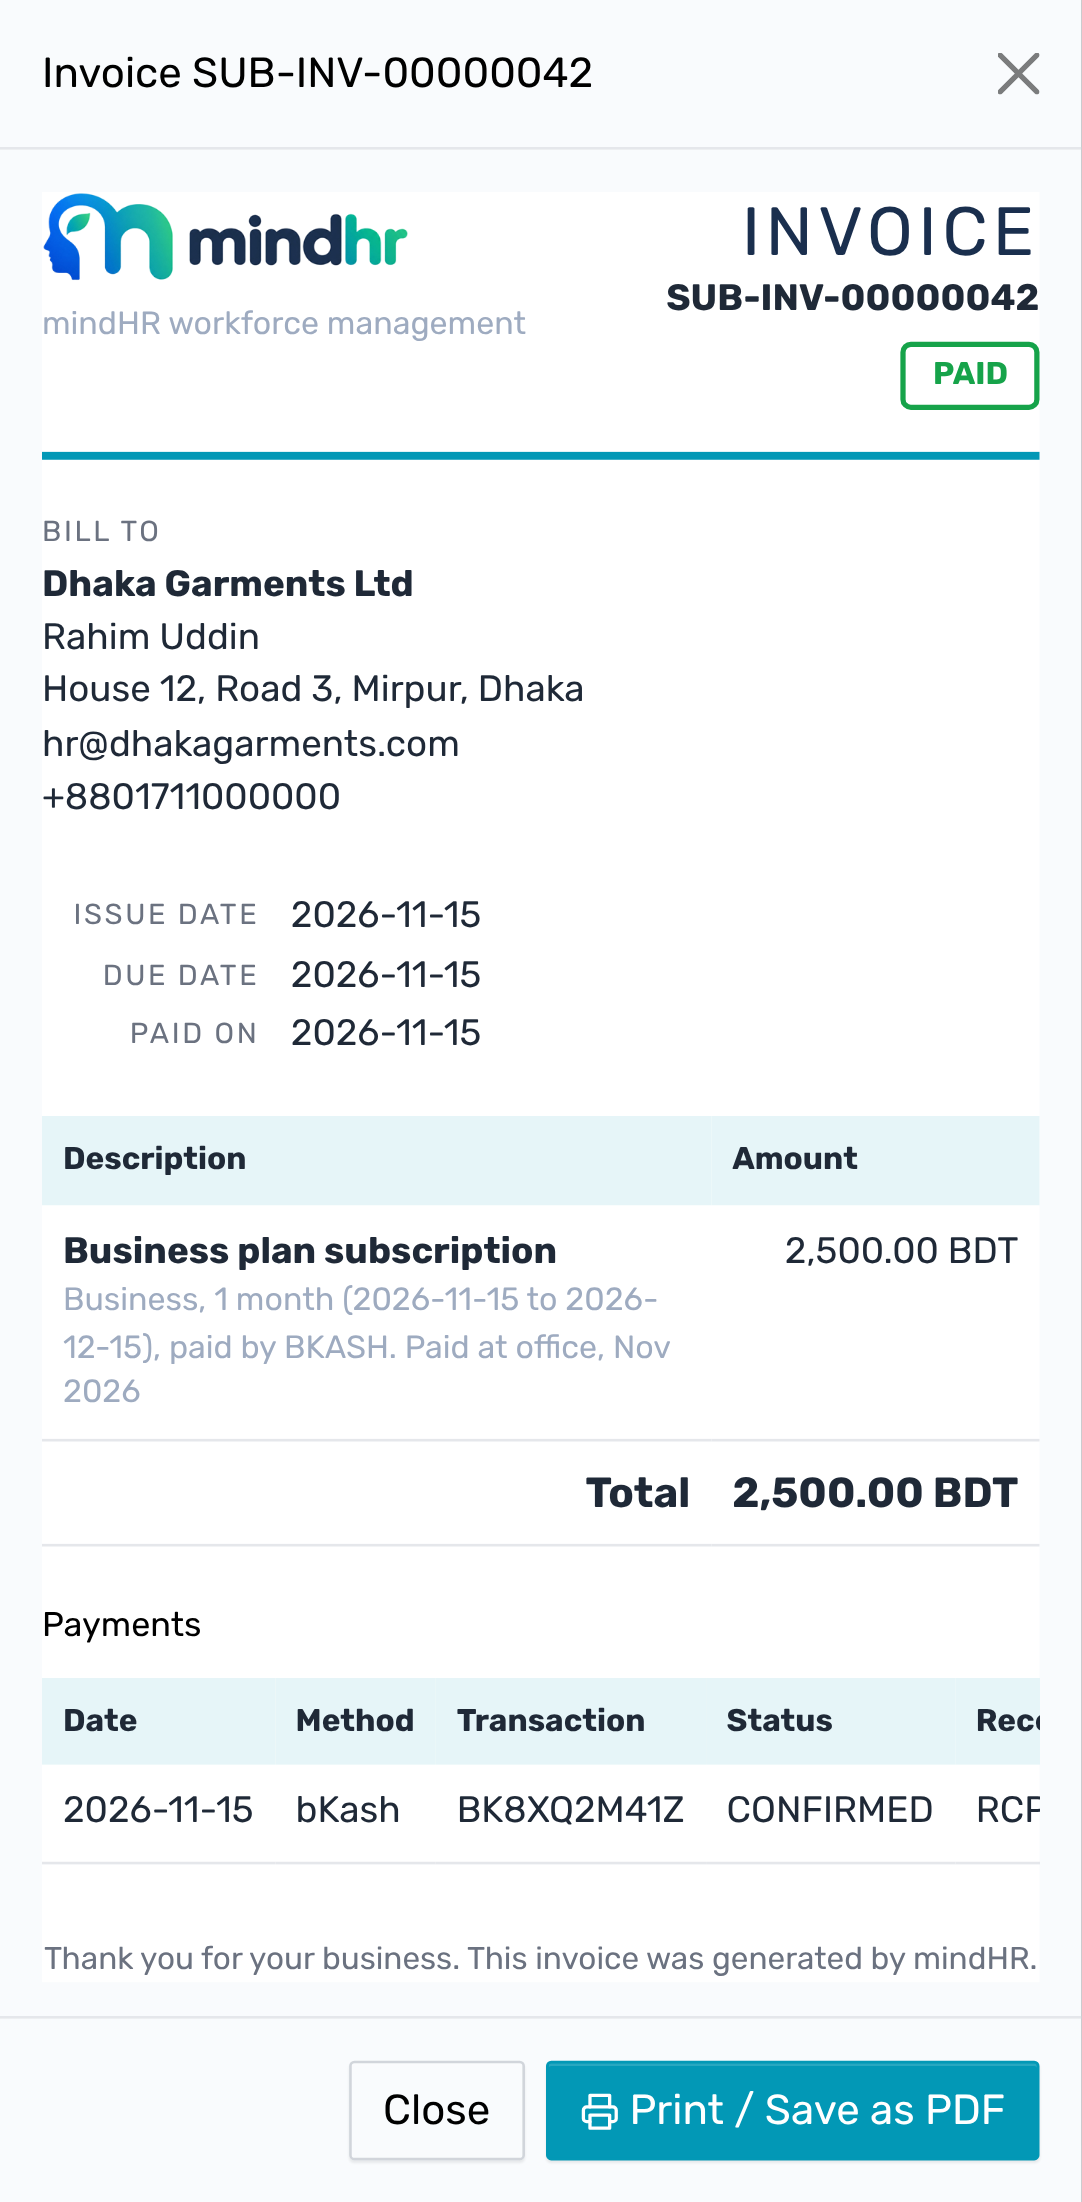 Invoice SUB-INV-00000042
mindhr
mindHR workforce management
INVOICE
SUB-INV-00000042
PAID
BILL TO
Dhaka Garments Ltd
Rahim Uddin
House 12, Road 3, Mirpur, Dhaka
hr@dhakagarments.com
+8801711000000
ISSUE DATE 2026-11-15
DUE DATE 2026-11-15
PAID ON 2026-11-15
Description Amount
Business plan subscription 2,500.00 BDT
Business, 1 month (2026-11-15 to 2026-
12-15), paid by BKASH. Paid at office, Nov
2026
Total 2,500.00 BDT
Payments
Date Method Transaction Status
2026-11-15 bKash BK8XQ2M41Z CONFIRMED
Thank you for your business. This invoice was generated by mindHR.
Close Print / Save as PDF